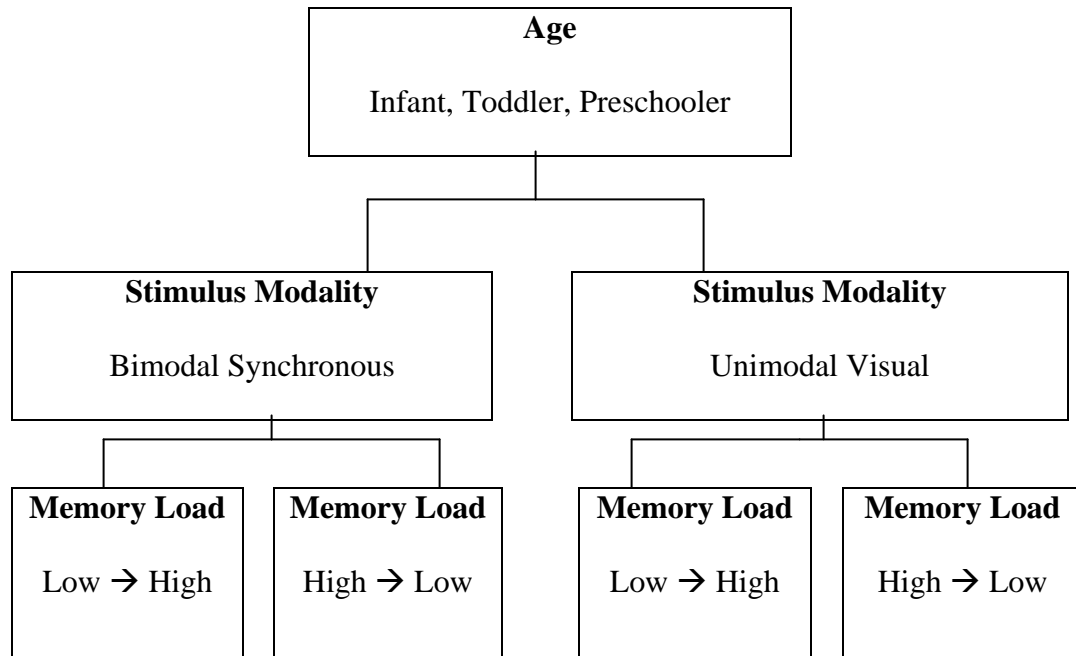 Age
Infant, Toddler, Preschooler
Stimulus Modality
Bimodal Synchronous
Stimulus Modality
Unimodal Visual
Memory Load
Low → High
Memory Load
High → Low
Memory Load
Low → High
Memory Load
High → Low